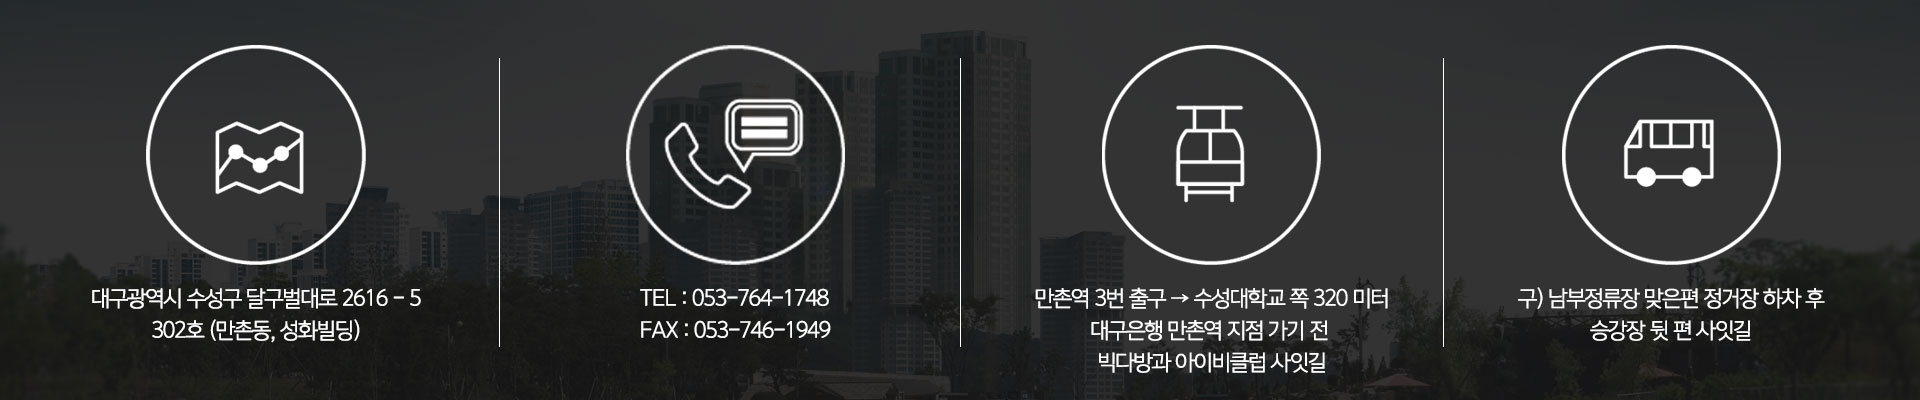 대구광역시 수성구 달구벌대로 2616 - 5
302호 (만촌동, 성화빌딩)
TEL : 053-764-1748
FAX : 053-746-1949
만촌역 3번 출구 → 수성대학교 쪽 320 미터
대구은행 만촌역 지점 가기 전
빅다방과 아이비클럽 사잇길
구) 남부정류장 맞은편 정거장 하차 후
승강장 뒷 편 사잇길